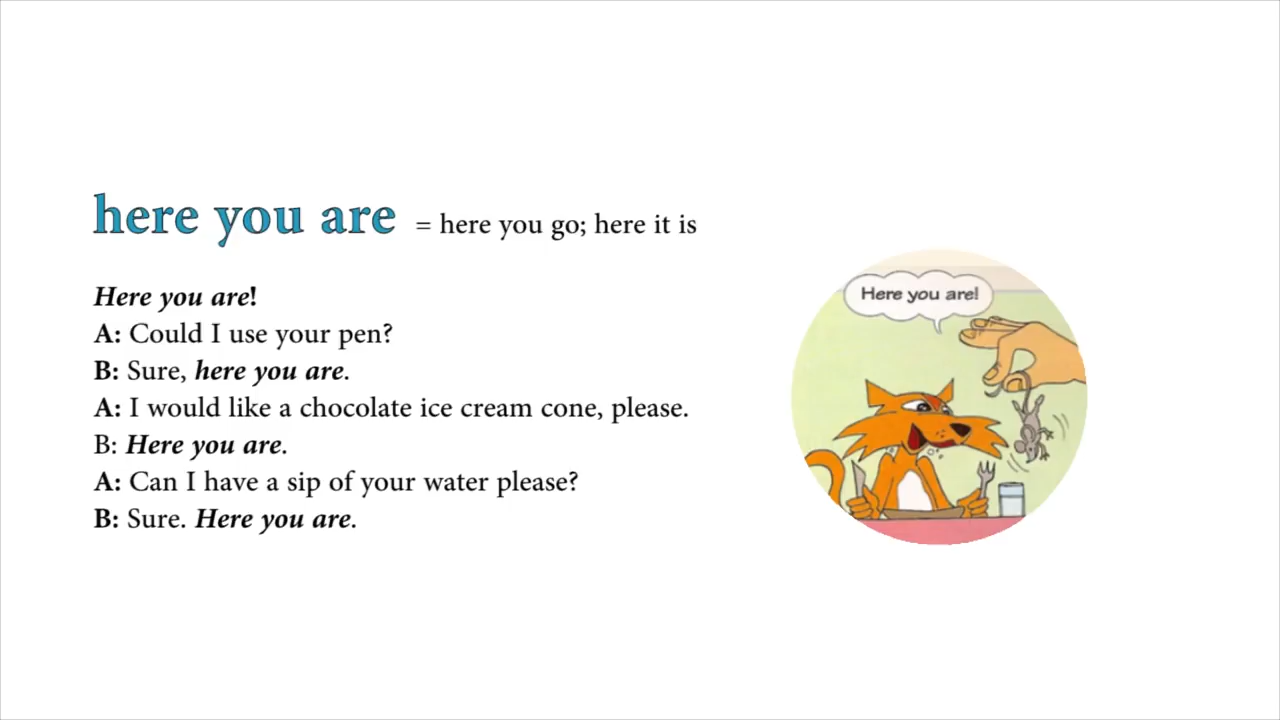 here you are = here you go; here it is
Here you are!
A: Could I use your pen?
B: Sure, here you are.
A: I would like a chocolate ice cream cone, please.
B: Here you are.
A: Can I have a sip of your water please?
B: Sure. Here you are.
Here you are!